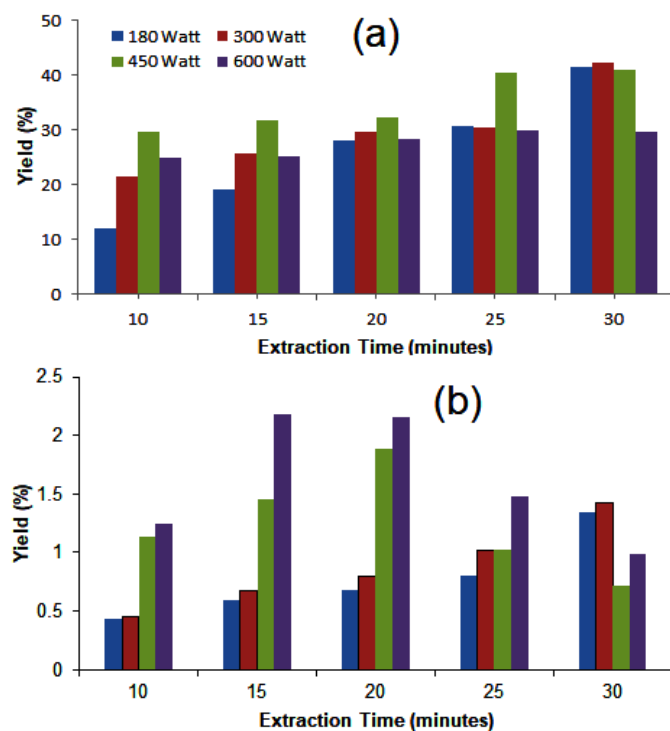 (a)
180 Watt 300 Watt
450 Watt 600 Watt
Yield (%)
50
40
30
20
10
0
10 15 20 25 30
Extraction Time (minutes)
(b)
Yield (%)
2.5
2
1.5
1
0.5
0
10 15 20 25 30
Extraction Time (minutes)